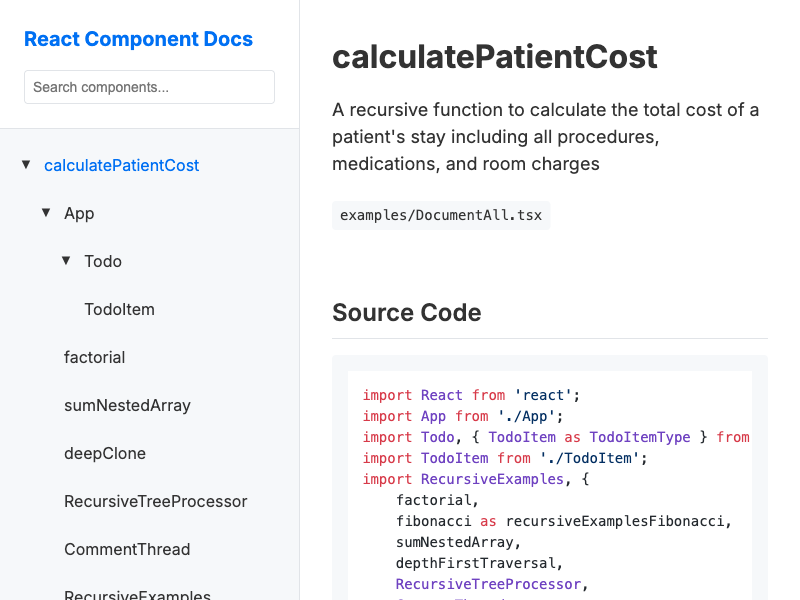 React Component Docs
Search components...
▼ calculatePatientCost
▼ App
▼ Todo
TodoItem
factorial
sumNestedArray
deepClone
RecursiveTreeProcessor
CommentThread
RecursiveExamples
calculatePatientCost
A recursive function to calculate the total cost of a
patient's stay including all procedures,
medications, and room charges
examples/DocumentAll.tsx
Source Code
import React from 'react';
import App from './App';
import Todo, { TodoItem as TodoItemType } from
import TodoItem from './TodoItem';
import RecursiveExamples, {
    factorial,
    fibonacci as recursiveExamplesFibonacci,
    sumNestedArray,
    depthFirstTraversal,
    RecursiveTreeProcessor,